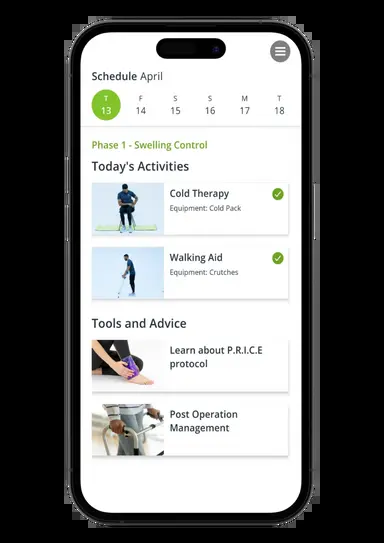 Schedule April
T F S S M T
13 14 15 16 17 18
Phase 1 - Swelling Control
Today's Activities
Cold Therapy
Equipment: Cold Pack
Walking Aid
Equipment: Crutches
Tools and Advice
Learn about P.R.I.C.E
protocol
Post Operation
Management